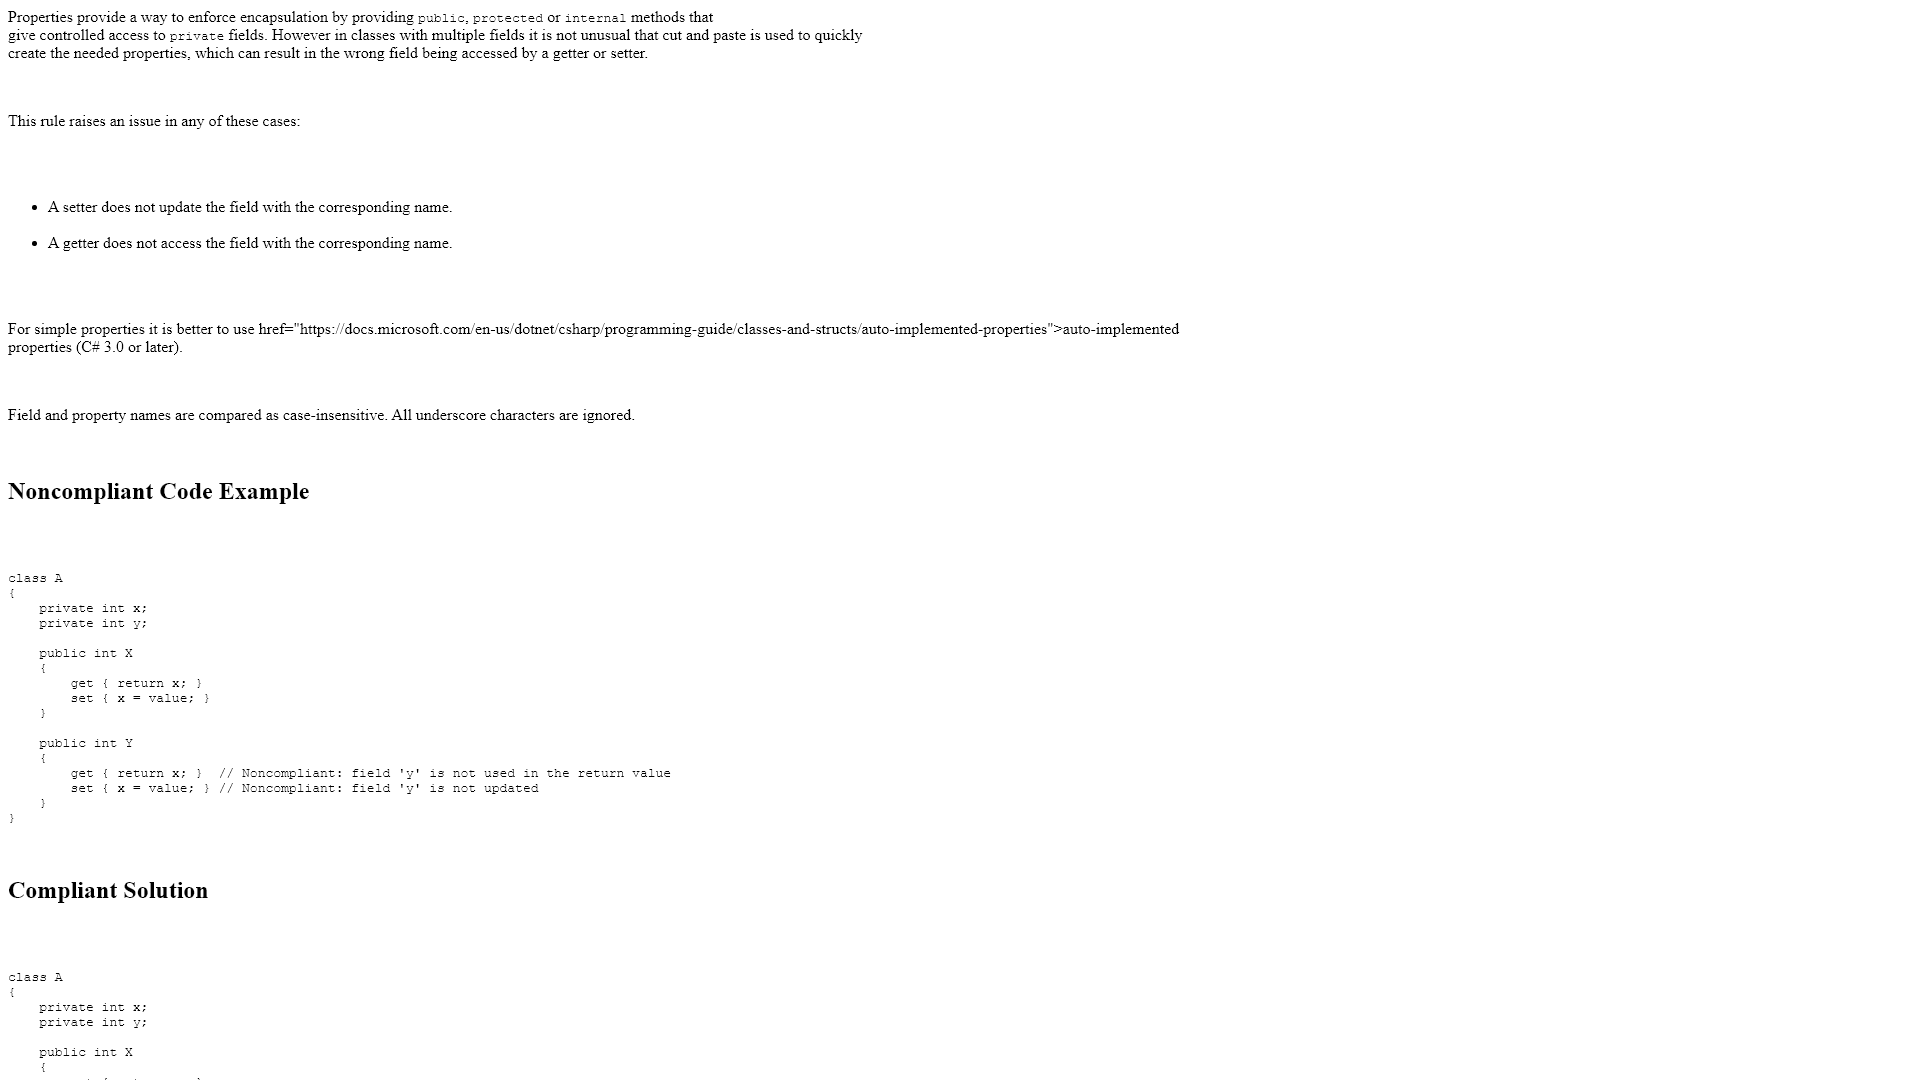 Properties provide a way to enforce encapsulation by providing public, protected or internal methods that
give controlled access to private fields. However in classes with multiple fields it is not unusual that cut and paste is used to quickly
create the needed properties, which can result in the wrong field being accessed by a getter or setter.
This rule raises an issue in any of these cases:
• A setter does not update the field with the corresponding name.
• A getter does not access the field with the corresponding name.
For simple properties it is better to use href="https://docs.microsoft.com/en-us/dotnet/csharp/programming-guide/classes-and-structs/auto-implemented-properties">auto-implemented
properties (C# 3.0 or later).
Field and property names are compared as case-insensitive. All underscore characters are ignored.
Noncompliant Code Example
class A
{
    private int x;
    private int y;
    public int X
    {
        get { return x; }
        set { x = value; }
    }
    public int Y
    {
        get { return x; }  // Noncompliant: field 'y' is not used in the return value
        set { x = value; } // Noncompliant: field 'y' is not updated
    }
}
Compliant Solution
class A
{
    private int x;
    private int y;
    public int X
    {